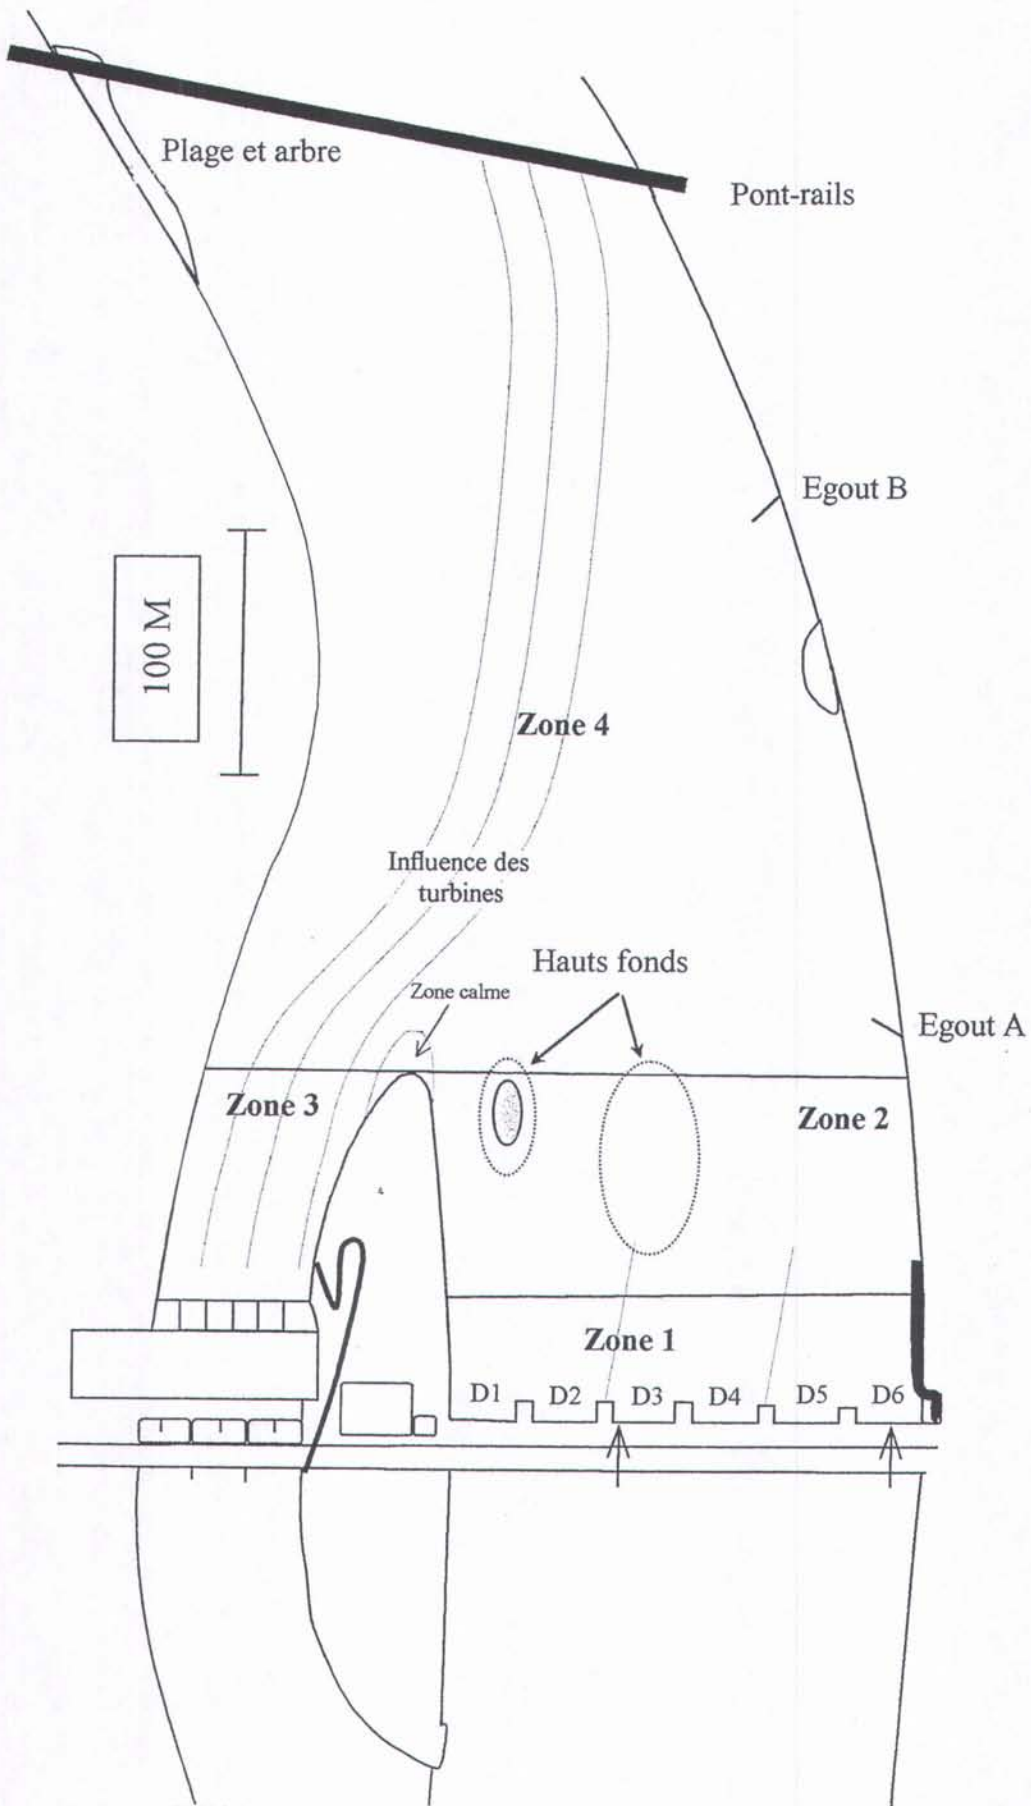 Plage et arbre
Pont-rails
Egout B
100 M
Zone 4
Influence des
turbines
Hauts fonds
Zone calme
Egout A
Zone 3
Zone 2
Zone 1
D1 D2 D3 D4 D5 D6